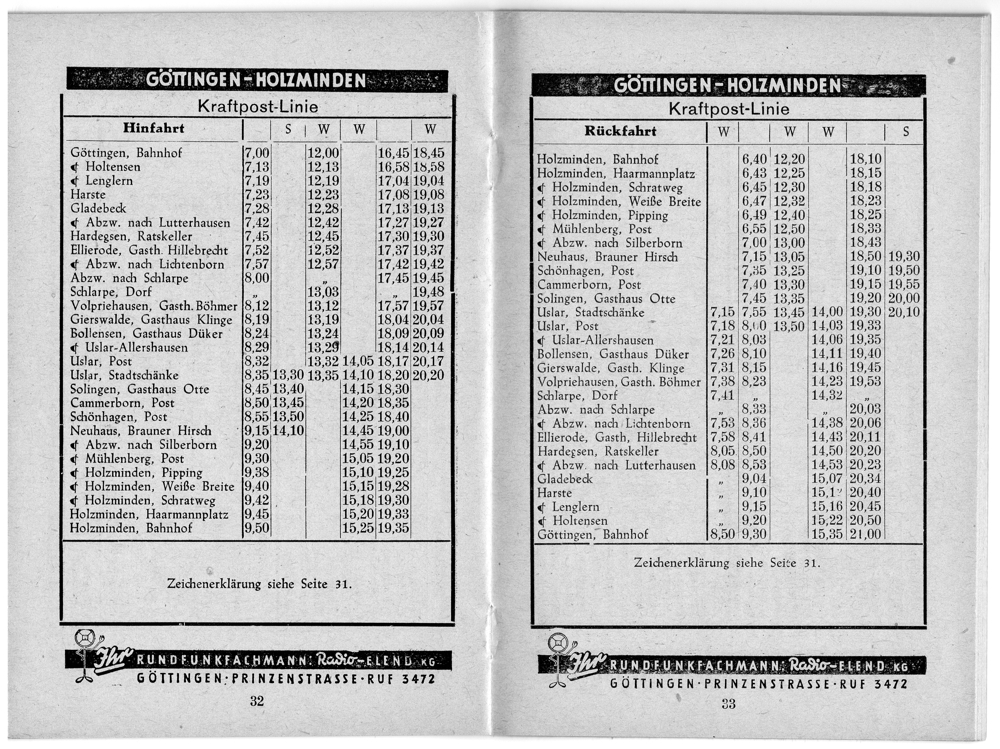 GÖTTINGEN-HOLZMINDEN
Kraftpost-Linie
Hinfahrt S W W W
Göttingen, Bahnhof 7,00 12,00 16,45 18,45
¢ Holtensen 7,13 12,13 16,58 18,58
¢ Lenglern 7,19 12,19 17,04 19,04
Harste 7,23 12,23 17,08 19,08
Gladebeck 7,28 12,28 17,13 19,13
¢ Abzw. nach Lutterhausen 7,42 12,42 17,27 19,27
Hardegsen, Ratskeller 7,45 12,45 17,30 19,30
Ellierode, Gasth. Hillebrecht 7,52 12,52 17,37 19,37
¢ Abzw. nach Lichtenborn 7,57 12,57 17,42 19,42
Abzw. nach Schlarpe 8,00 „ 17,45 19,45
Schlarpe, Dorf „ 13,03 „ 19,48
Volpriehausen, Gasth. Böhmer 8,12 13,12 17,57 19,57
Gierswalde, Gasthaus Klinge 8,19 13,19 18,04 20,04
Bollensen, Gasthaus Düker 8,24 13,24 18,09 20,09
¢ Uslar-Allershausen 8,29 13,29 18,14 20,14
Uslar, Post 8,32 13,32 14,05 18,17 20,17
Uslar, Stadtschänke 8,35 13,30 13,35 14,10 18,20 20,20
Solingen, Gasthaus Otte 8,45 13,40 14,15 18,30
Cammerborn, Post 8,50 13,45 14,20 18,35
Schönhagen, Post 8,55 13,50 14,25 18,40
Neuhaus, Brauner Hirsch 9,15 14,10 14,45 19,00
¢ Abzw. nach Silberborn 9,20 14,55 19,10
¢ Mühlenberg, Post 9,30 15,05 19,20
¢ Holzminden, Pipping 9,38 15,10 19,25
¢ Holzminden, Weiße Breite 9,40 15,15 19,28
¢ Holzminden, Schratweg 9,42 15,18 19,30
Holzminden, Haarmannplatz 9,45 15,20 19,33
Holzminden, Bahnhof 9,50 15,25 19,35
Zeichenerklärung siehe Seite 31.
Ihr RUNDFUNKFACHMANN: Radio-ELEND KG
GÖTTINGEN·PRINZENSTRASSE·RUF 3472
32
GÖTTINGEN-HOLZMINDEN
Kraftpost-Linie
Rückfahrt W W W S
Holzminden, Bahnhof 6,40 12,20 18,10
Holzminden, Haarmannplatz 6,43 12,25 18,15
¢ Holzminden, Schratweg 6,45 12,30 18,18
¢ Holzminden, Weiße Breite 6,47 12,32 18,23
¢ Holzminden, Pipping 6,49 12,40 18,25
¢ Mühlenberg, Post 6,55 12,50 18,33
¢ Abzw. nach Silberborn 7,00 13,00 18,43
Neuhaus, Brauner Hirsch 7,15 13,05 18,50 19,30
Schönhagen, Post 7,35 13,25 19,10 19,50
Cammerborn, Post 7,40 13,30 19,15 19,55
Solingen, Gasthaus Otte 7,45 13,35 19,20 20,00
Uslar, Stadtschänke 7,15 7,55 13,45 14,00 19,30 20,10
Uslar, Post 7,18 8,00 13,50 14,03 19,33
¢ Uslar-Allershausen 7,21 8,03 14,06 19,35
Bollensen, Gasthaus Düker 7,26 8,10 14,11 19,40
Gierswalde, Gasth. Klinge 7,31 8,15 14,16 19,45
Volpriehausen, Gasth. Böhmer 7,38 8,23 14,23 19,53
Schlarpe, Dorf 7,41 „ 14,32 „
Abzw. nach Schlarpe „ 8,33 „ 20,03
¢ Abzw. nach Lichtenborn 7,53 8,36 14,38 20,06
Ellierode, Gasth, Hillebrecht 7,58 8,41 14,43 20,11
Hardegsen, Ratskeller 8,05 8,50 14,50 20,20
¢ Abzw. nach Lutterhausen 8,08 8,53 14,53 20,23
Gladebeck „ 9,04 15,07 20,34
Harste „ 9,10 20,40
¢ Lenglern „ 9,15 15,16 20,45
¢ Holtensen „ 9,20 15,22 20,50
Göttingen, Bahnhof 8,50 9,30 15,35 21,00
Zeichenerklärung siehe Seite 31.
Ihr RUNDFUNKFACHMANN: Radio-ELEND KG
GÖTTINGEN·PRINZENSTRASSE·RUF 3472
33